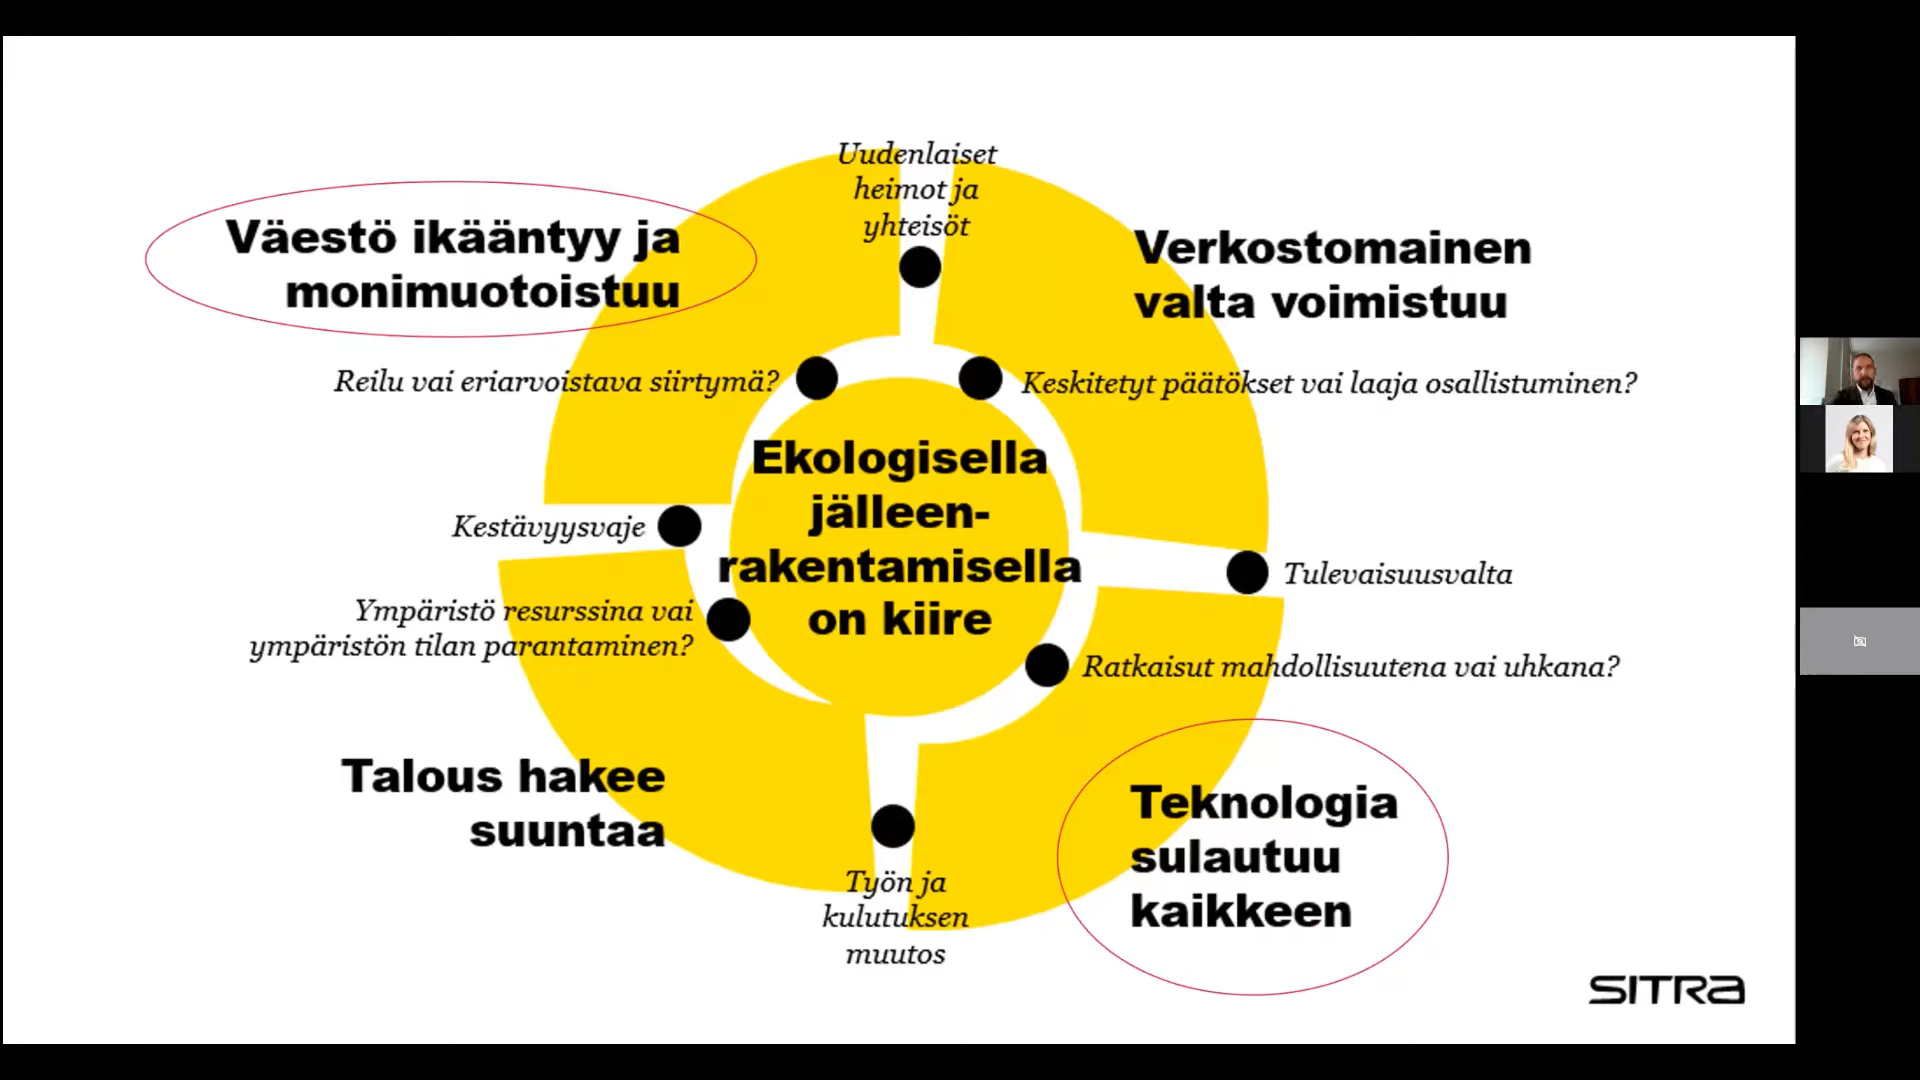 Uudenlaiset
heimot ja
yhteisöt
Väestö ikääntyy ja
monimuotoistuu
Verkostomainen
valta voimistuu
Reilu vai eriarvoistava siirtymä?
Keskitetyt päätökset vai laaja osallistuminen?
Ekologisella
jälleen-
rakentamisella
on kiire
Kestävyysvaje
Tulevaisuusvalta
Ympäristö resurssina vai
ympäristön tilan parantaminen?
Ratkaisut mahdollisuutena vai uhkana?
Talous hakee
suuntaa
Teknologia
sulautuu
kaikkeen
Työn ja
kulutuksen
muutos
SITRA